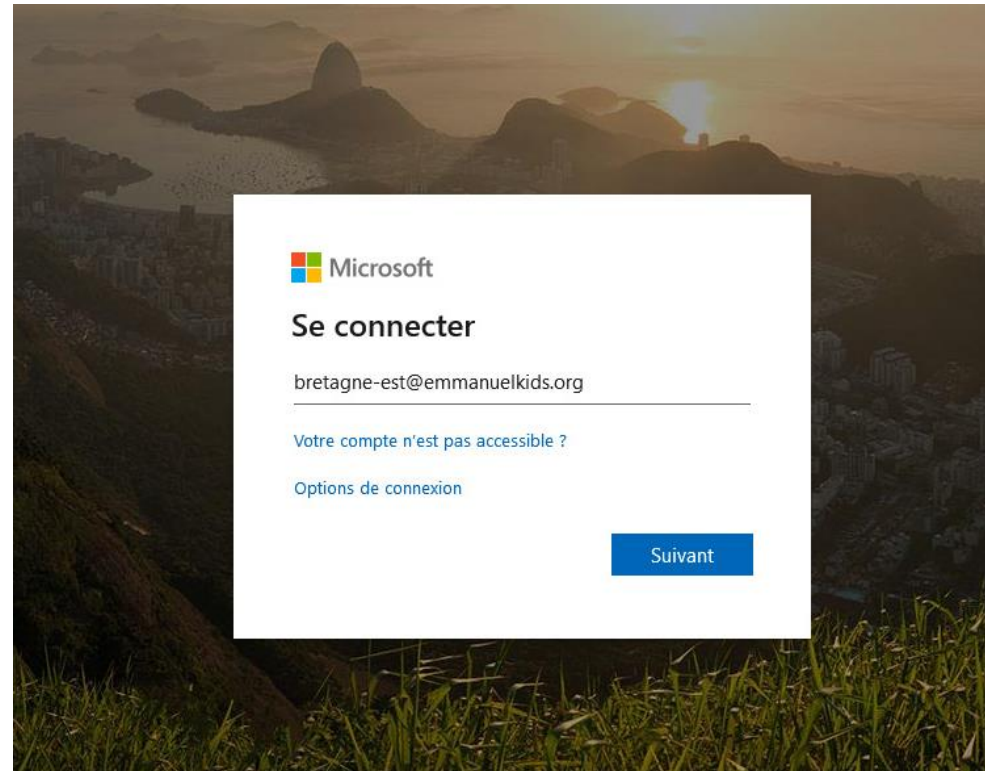 Microsoft
Se connecter
bretagne-est@emmanuelkids.org
Votre compte n'est pas accessible ?
Options de connexion
Suivant